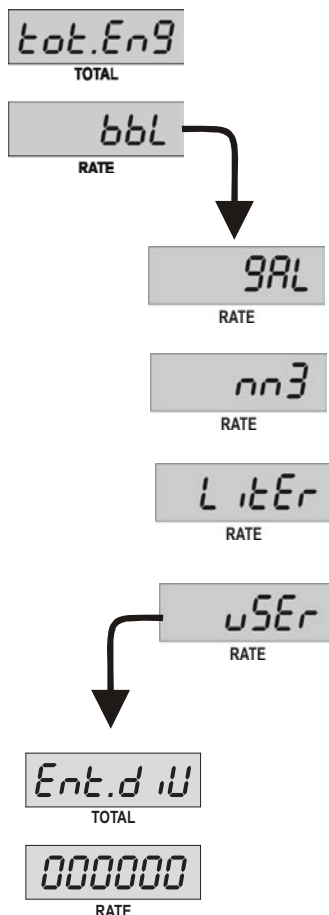 tot.Eng
TOTAL
bbL
RATE
gAL
RATE
nn3
RATE
LitEr
RATE
uSEr
RATE
Ent.diU
TOTAL
000000
RATE